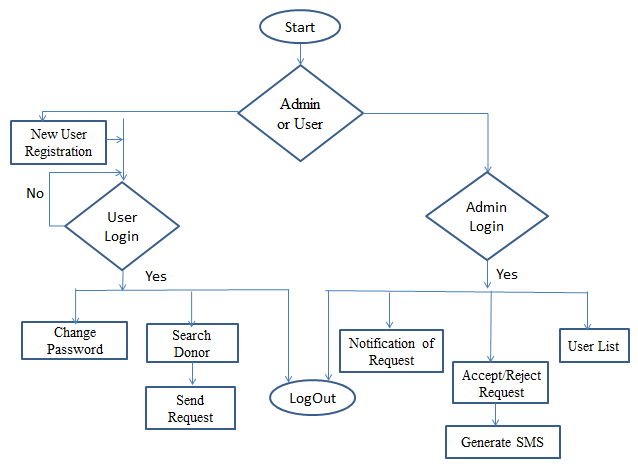 Start
Admin
or User
New User
Registration
No
User
Login
Admin
Login
Yes
Yes
Change
Password
Search
Donor
Notification of
Request
User List
Accept/Reject
Request
Send
Request
LogOut
Generate SMS